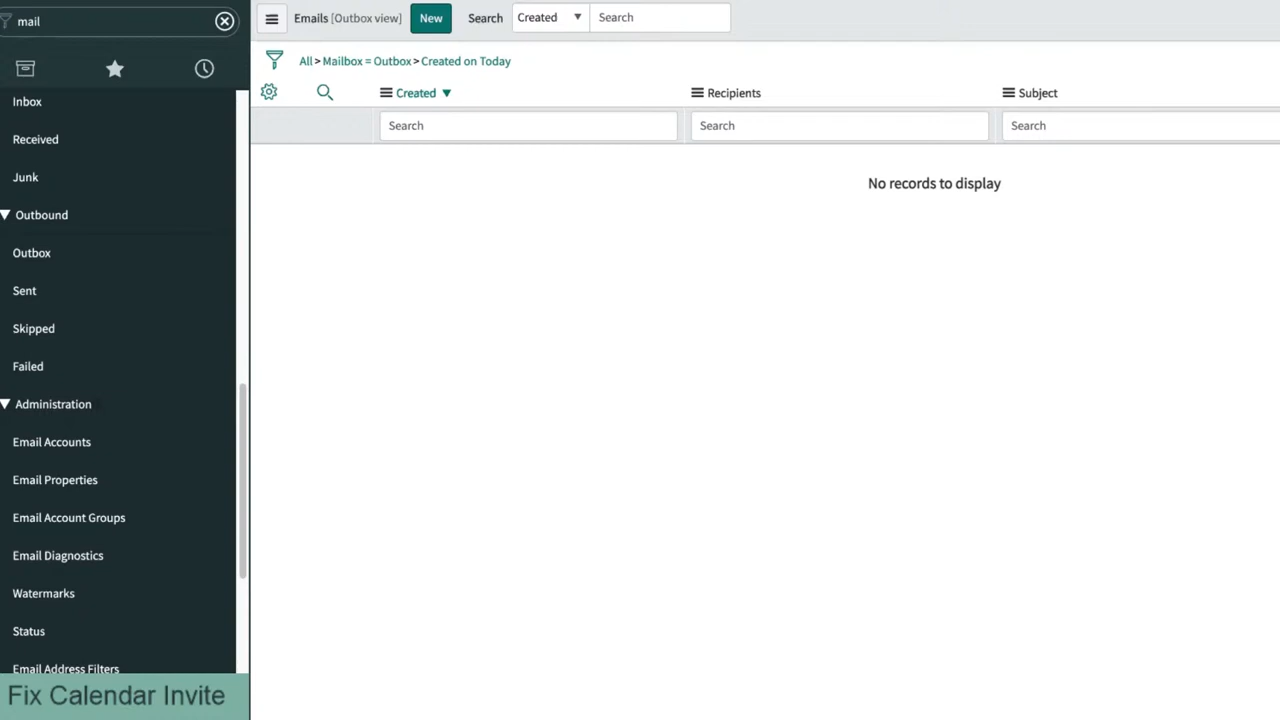 mail
Inbox
Received
Junk
Outbound
Outbox
Sent
Skipped
Failed
Administration
Email Accounts
Email Properties
Email Account Groups
Email Diagnostics
Watermarks
Status
Email Address Filters
Fix Calendar Invite
Emails [Outbox view] New Search Created Search
All > Mailbox = Outbox > Created on Today
Created Recipients Subject
Search Search Search
No records to display